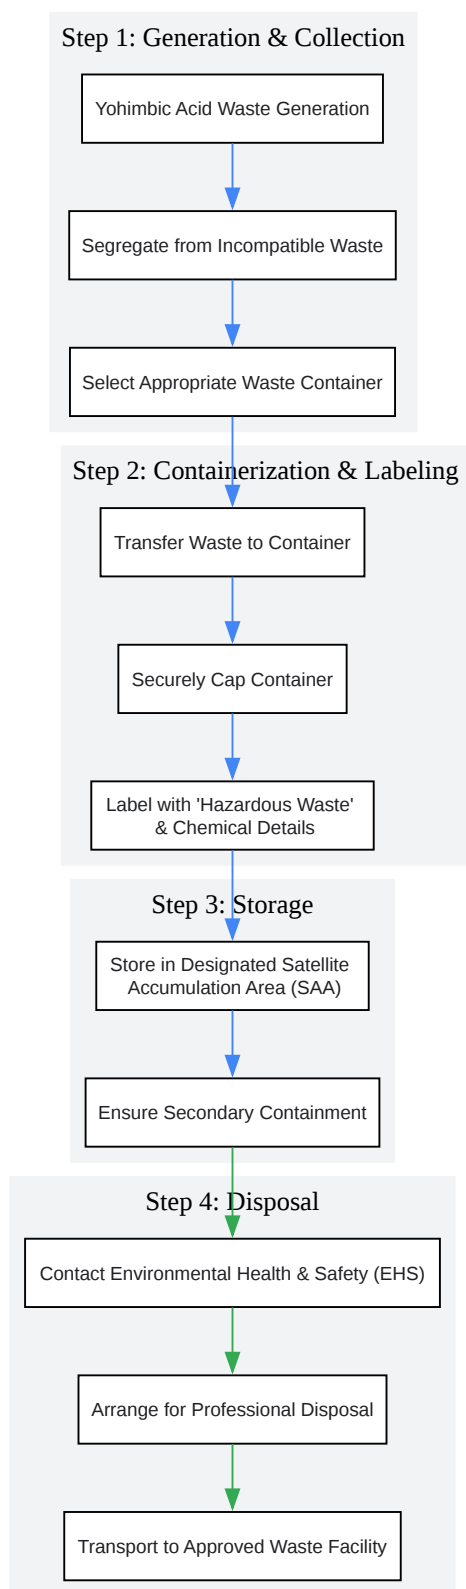 Step 1: Generation & Collection
Yohimbic Acid Waste Generation
Segregate from Incompatible Waste
Select Appropriate Waste Container
Step 2: Containerization & Labeling
Transfer Waste to Container
Securely Cap Container
Label with 'Hazardous Waste'
& Chemical Details
Step 3: Storage
Store in Designated Satellite
Accumulation Area (SAA)
Ensure Secondary Containment
Step 4: Disposal
Contact Environmental Health & Safety (EHS)
Arrange for Professional Disposal
Transport to Approved Waste Facility